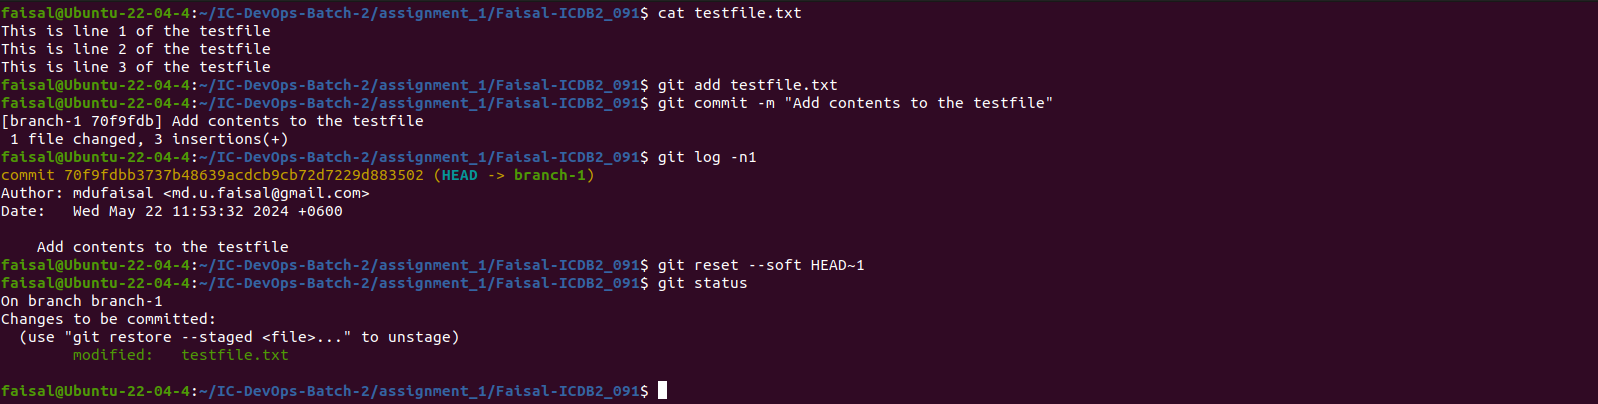 faisal@Ubuntu-22-04-4:~/IC-DevOps-Batch-2/assignment_1/Faisal-ICDB2_091$ cat testfile.txt
This is line 1 of the testfile
This is line 2 of the testfile
This is line 3 of the testfile
faisal@Ubuntu-22-04-4:~/IC-DevOps-Batch-2/assignment_1/Faisal-ICDB2_091$ git add testfile.txt
faisal@Ubuntu-22-04-4:~/IC-DevOps-Batch-2/assignment_1/Faisal-ICDB2_091$ git commit -m "Add contents to the testfile"
[branch-1 70f9fdb] Add contents to the testfile
 1 file changed, 3 insertions(+)
faisal@Ubuntu-22-04-4:~/IC-DevOps-Batch-2/assignment_1/Faisal-ICDB2_091$ git log -n1
commit 70f9fdbb3737b48639acdcb9cb72d7229d883502 (HEAD -> branch-1)
Author: mdufaisal <md.u.faisal@gmail.com>
Date:   Wed May 22 11:53:32 2024 +0600

    Add contents to the testfile
faisal@Ubuntu-22-04-4:~/IC-DevOps-Batch-2/assignment_1/Faisal-ICDB2_091$ git reset --soft HEAD~1
faisal@Ubuntu-22-04-4:~/IC-DevOps-Batch-2/assignment_1/Faisal-ICDB2_091$ git status
On branch branch-1
Changes to be committed:
  (use "git restore --staged <file>..." to unstage)
        modified:   testfile.txt

faisal@Ubuntu-22-04-4:~/IC-DevOps-Batch-2/assignment_1/Faisal-ICDB2_091$